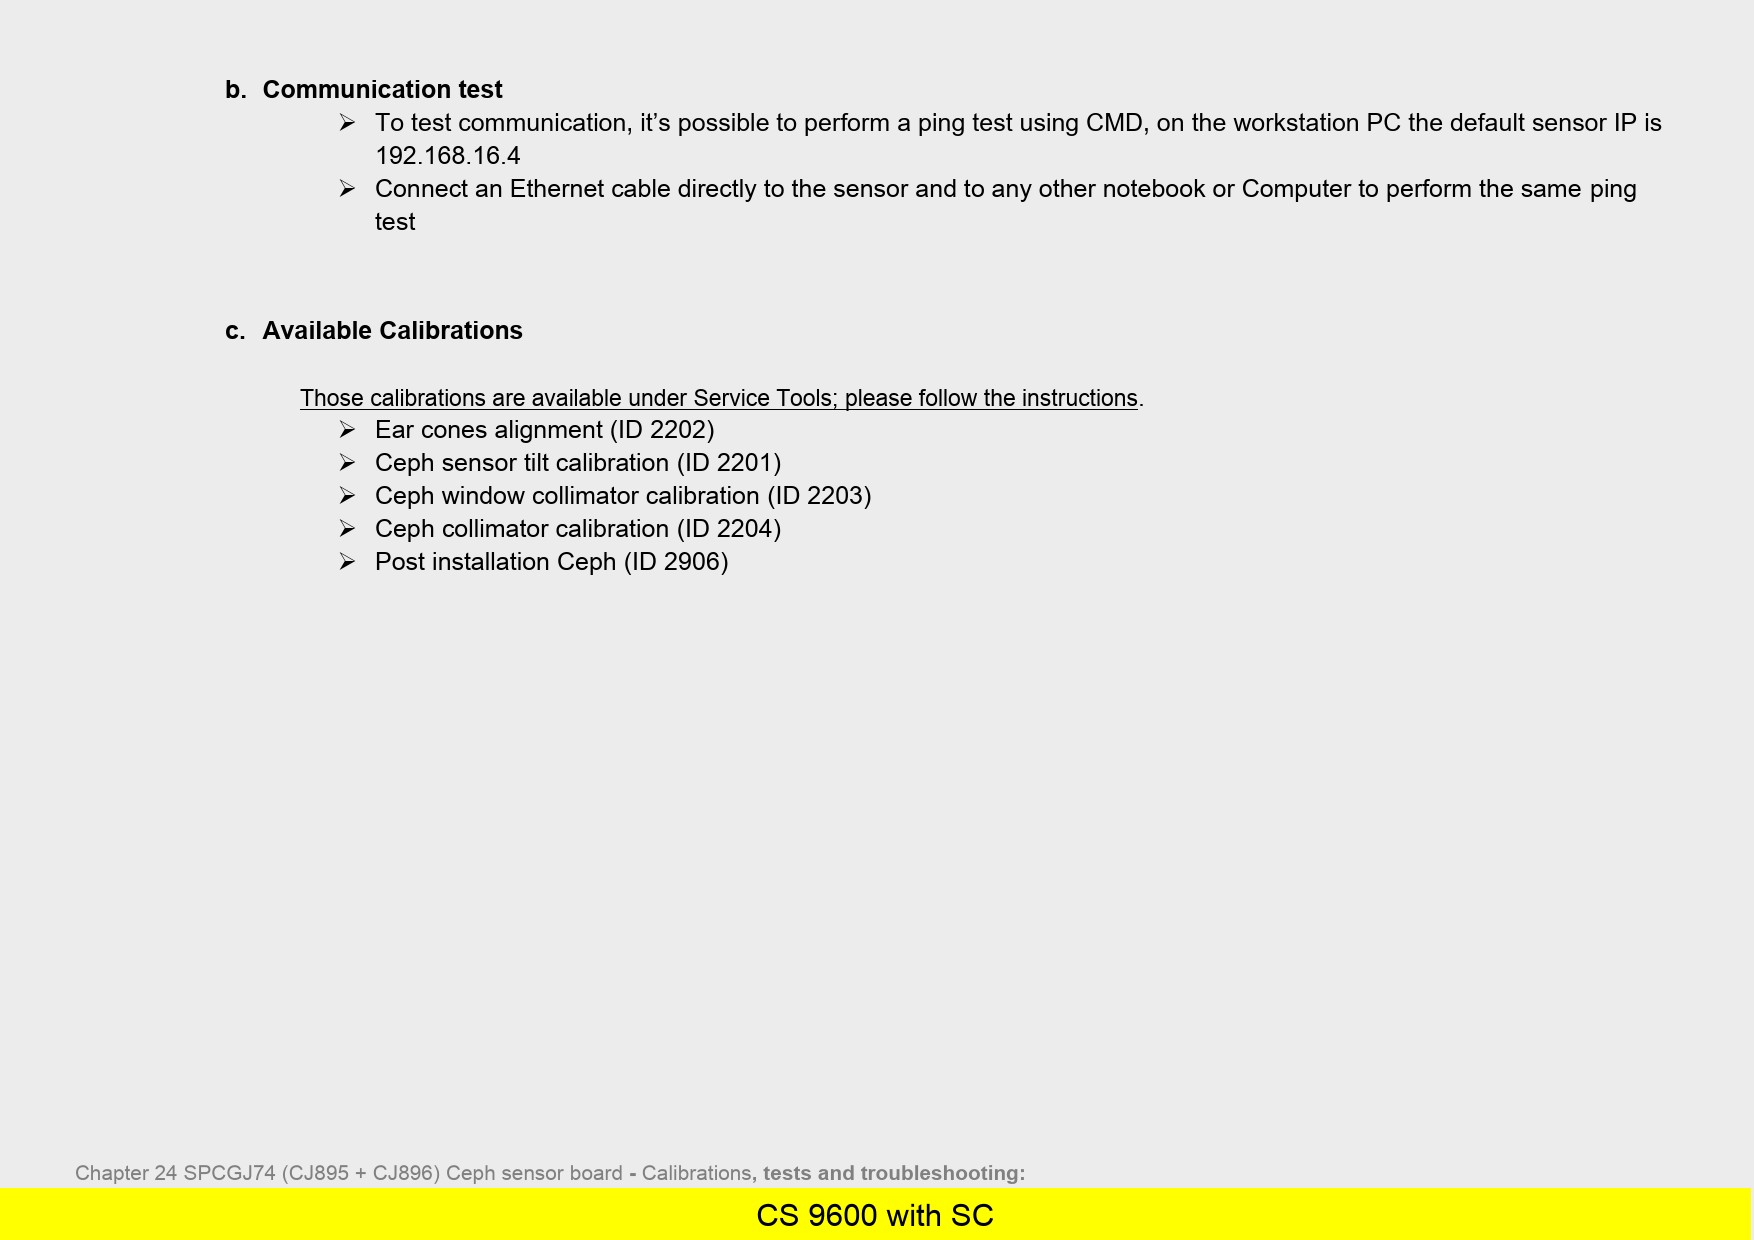 b. Communication test
➢ To test communication, it’s possible to perform a ping test using CMD, on the workstation PC the default sensor IP is
192.168.16.4
➢ Connect an Ethernet cable directly to the sensor and to any other notebook or Computer to perform the same ping
test
c. Available Calibrations
Those calibrations are available under Service Tools; please follow the instructions.
➢ Ear cones alignment (ID 2202)
➢ Ceph sensor tilt calibration (ID 2201)
➢ Ceph window collimator calibration (ID 2203)
➢ Ceph collimator calibration (ID 2204)
➢ Post installation Ceph (ID 2906)
Chapter 24 SPCGJ74 (CJ895 + CJ896) Ceph sensor board - Calibrations, tests and troubleshooting:
CS 9600 with SC